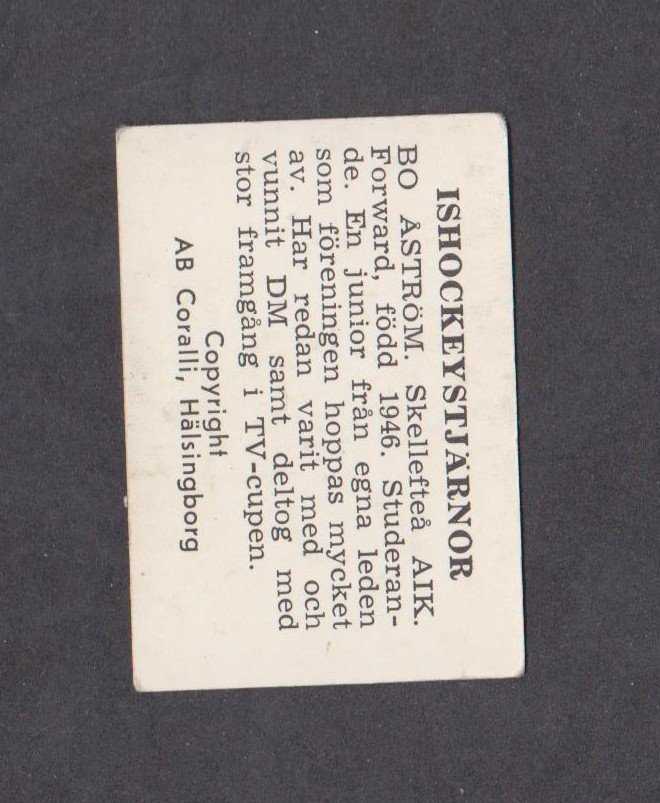 ISHOCKEYSTJÄRNOR
BO ÅSTRÖM. Skellefteå AIK.
Forward, född 1946. Studeran-
de. En junior från egna leden
som föreningen hoppas mycket
av. Har redan varit med och
vunnit DM samt deltog med
stor framgång i TV-cupen.
Copyright
AB Coralli, Hälsingborg